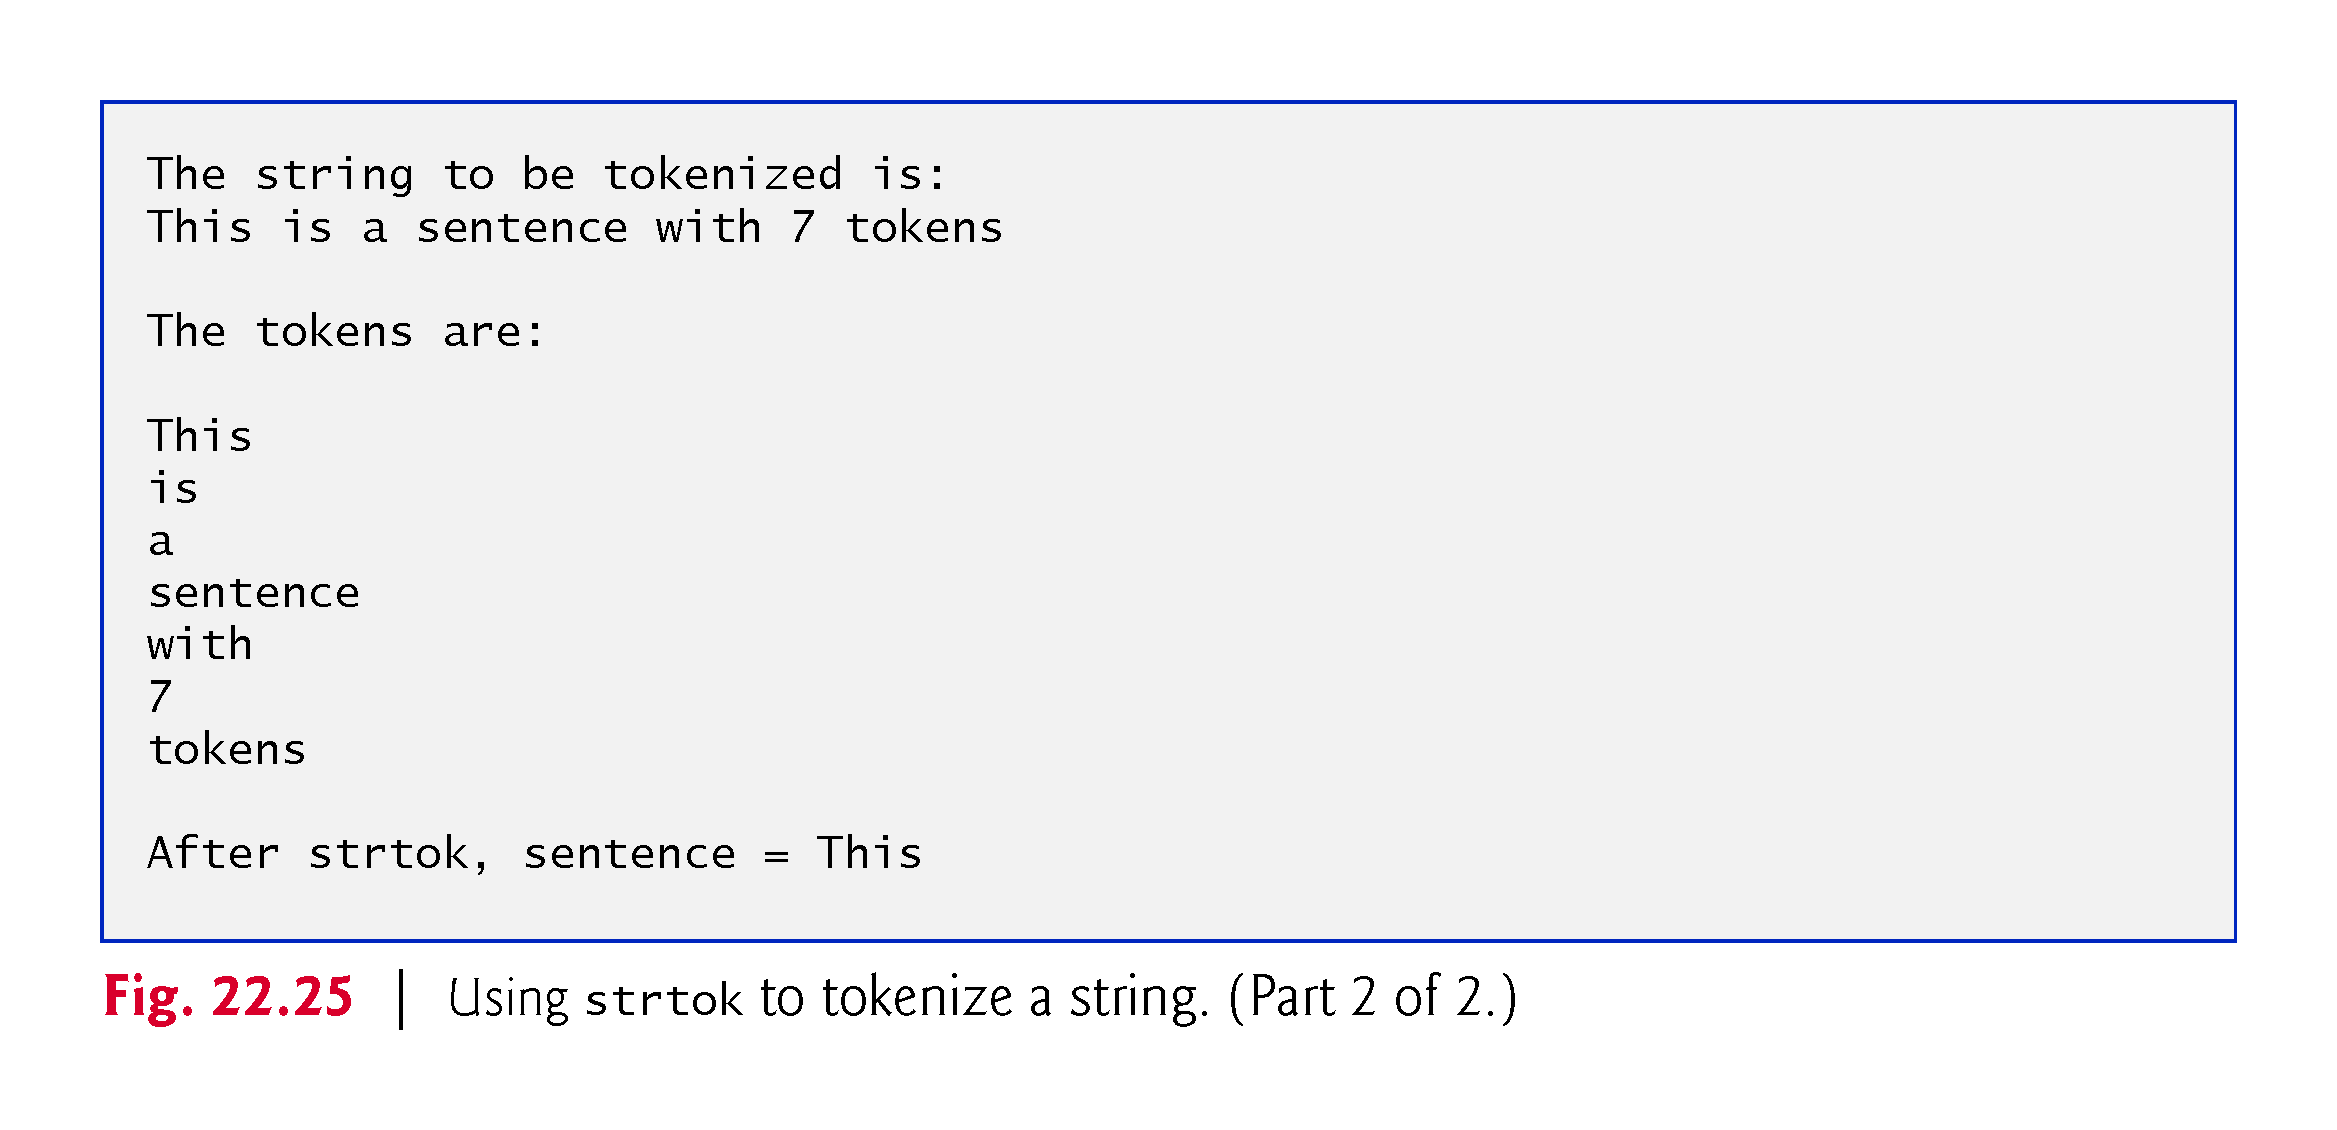 The string to be tokenized is:
This is a sentence with 7 tokens
The tokens are:
This
is
a
sentence
with
7
tokens
After strtok, sentence = This
Fig. 22.25 | Using strtok to tokenize a string. (Part 2 of 2.)